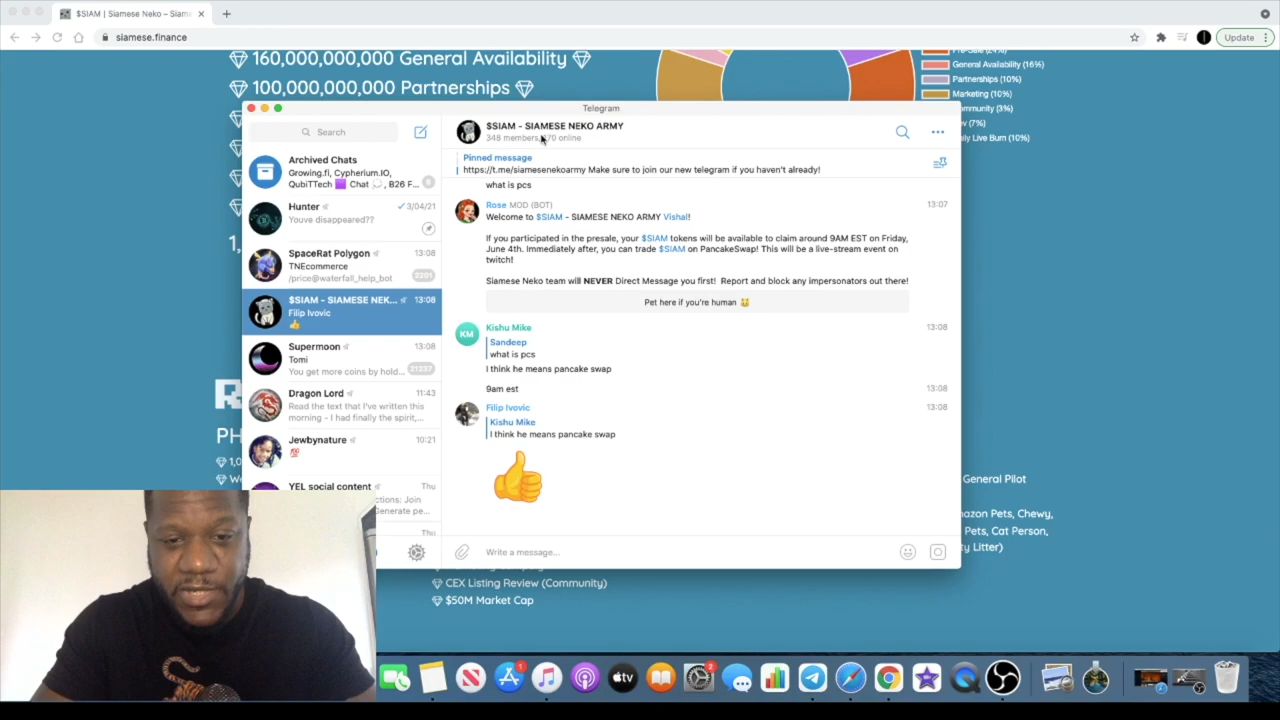 $SIAM | Siamese Neko – Siam
siamese.finance
Update
160,000,000,000 General Availability
100,000,000,000 Partnerships
General Availability (16%)
Partnerships (10%)
Marketing (10%)
Community (3%)
(7%)
Live Burn (10%)
Telegram
Search
$SIAM - SIAMESE NEKO ARMY
348 members, 170 online
Pinned message
https://t.me/siamesenekoarmy Make sure to join our new telegram if you haven't already!
Archived Chats
Growing.fi, Cypherium.IO,
QubiTTech 🟪 Chat 💭, B26 F...
6
Hunter
3/04/21
Youve disappeared??
SpaceRat Polygon
13:08
TNEcommerce
/price@waterfall_help_bot
2201
$SIAM - SIAMESE NEK...
13:08
Filip Ivovic
👍
Supermoon
13:08
Tomi
You get more coins by hold...
21337
Dragon Lord
11:43
Read the text that I've written this
morning - I had finally the spirit,...
Jewbynature
10:21
💯
YEL social content
Thu
ctions: Join
Generate pe...
Thu
what is pcs
Rose MOD (BOT)
13:07
Welcome to $SIAM - SIAMESE NEKO ARMY Vishal!
If you participated in the presale, your $SIAM tokens will be available to claim around 9AM EST on Friday,
June 4th. Immediately after, you can trade $SIAM on PancakeSwap! This will be a live-stream event on
twitch!
Siamese Neko team will NEVER Direct Message you first! Report and block any impersonators out there!
Pet here if you're human 😸
KM
Kishu Mike
13:08
Sandeep
what is pcs
I think he means pancake swap
9am est
13:08
Filip Ivovic
13:08
Kishu Mike
I think he means pancake swap
Write a message...
PH
General Pilot
azon Pets, Chewy,
Pets, Cat Person,
y Litter)
CEX Listing Review (Community)
$50M Market Cap
1
tv
2